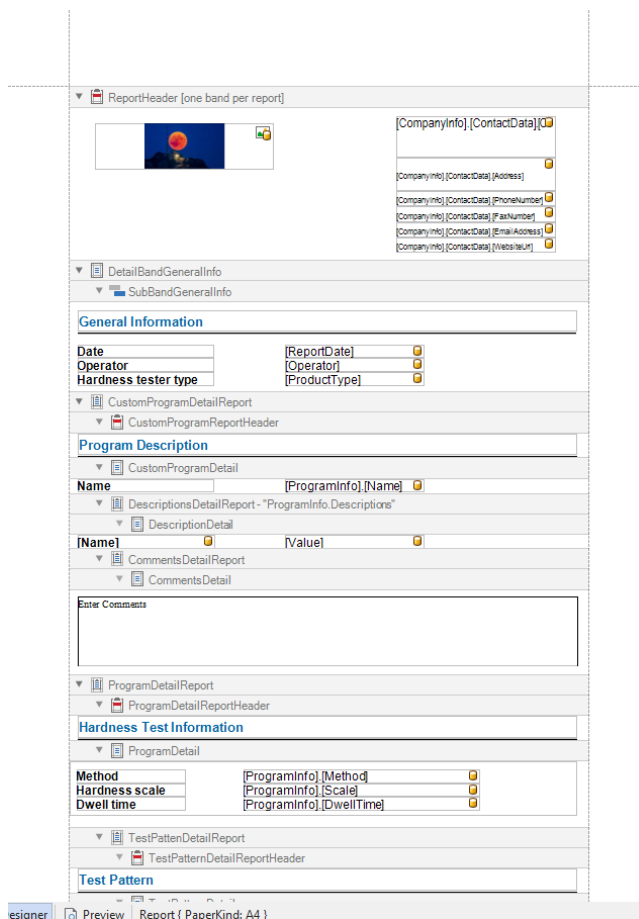 ReportHeader [one band per report]
[CompanyInfo].[ContactData].[C
[CompanyInfo].[ContactData].[Address]
[CompanyInfo].[ContactData].[PhoneNumber]
[CompanyInfo].[ContactData].[FaxNumber]
[CompanyInfo].[ContactData].[EmailAddress]
[CompanyInfo].[ContactData].[WebsiteUrl]
DetailBandGeneralInfo
SubBandGeneralInfo
General Information
Date [ReportDate]
Operator [Operator]
Hardness tester type [ProductType]
CustomProgramDetailReport
CustomProgramReportHeader
Program Description
CustomProgramDetail
Name [ProgramInfo].[Name]
DescriptionsDetailReport - "ProgramInfo.Descriptions"
DescriptionDetail
[Name] [Value]
CommentsDetailReport
CommentsDetail
Enter Comments
ProgramDetailReport
ProgramDetailReportHeader
Hardness Test Information
ProgramDetail
Method [ProgramInfo].[Method]
Hardness scale [ProgramInfo].[Scale]
Dwell time [ProgramInfo].[DwellTime]
TestPattenDetailReport
TestPatternDetailReportHeader
Test Pattern
esigner Preview Report { PaperKind: A4 }